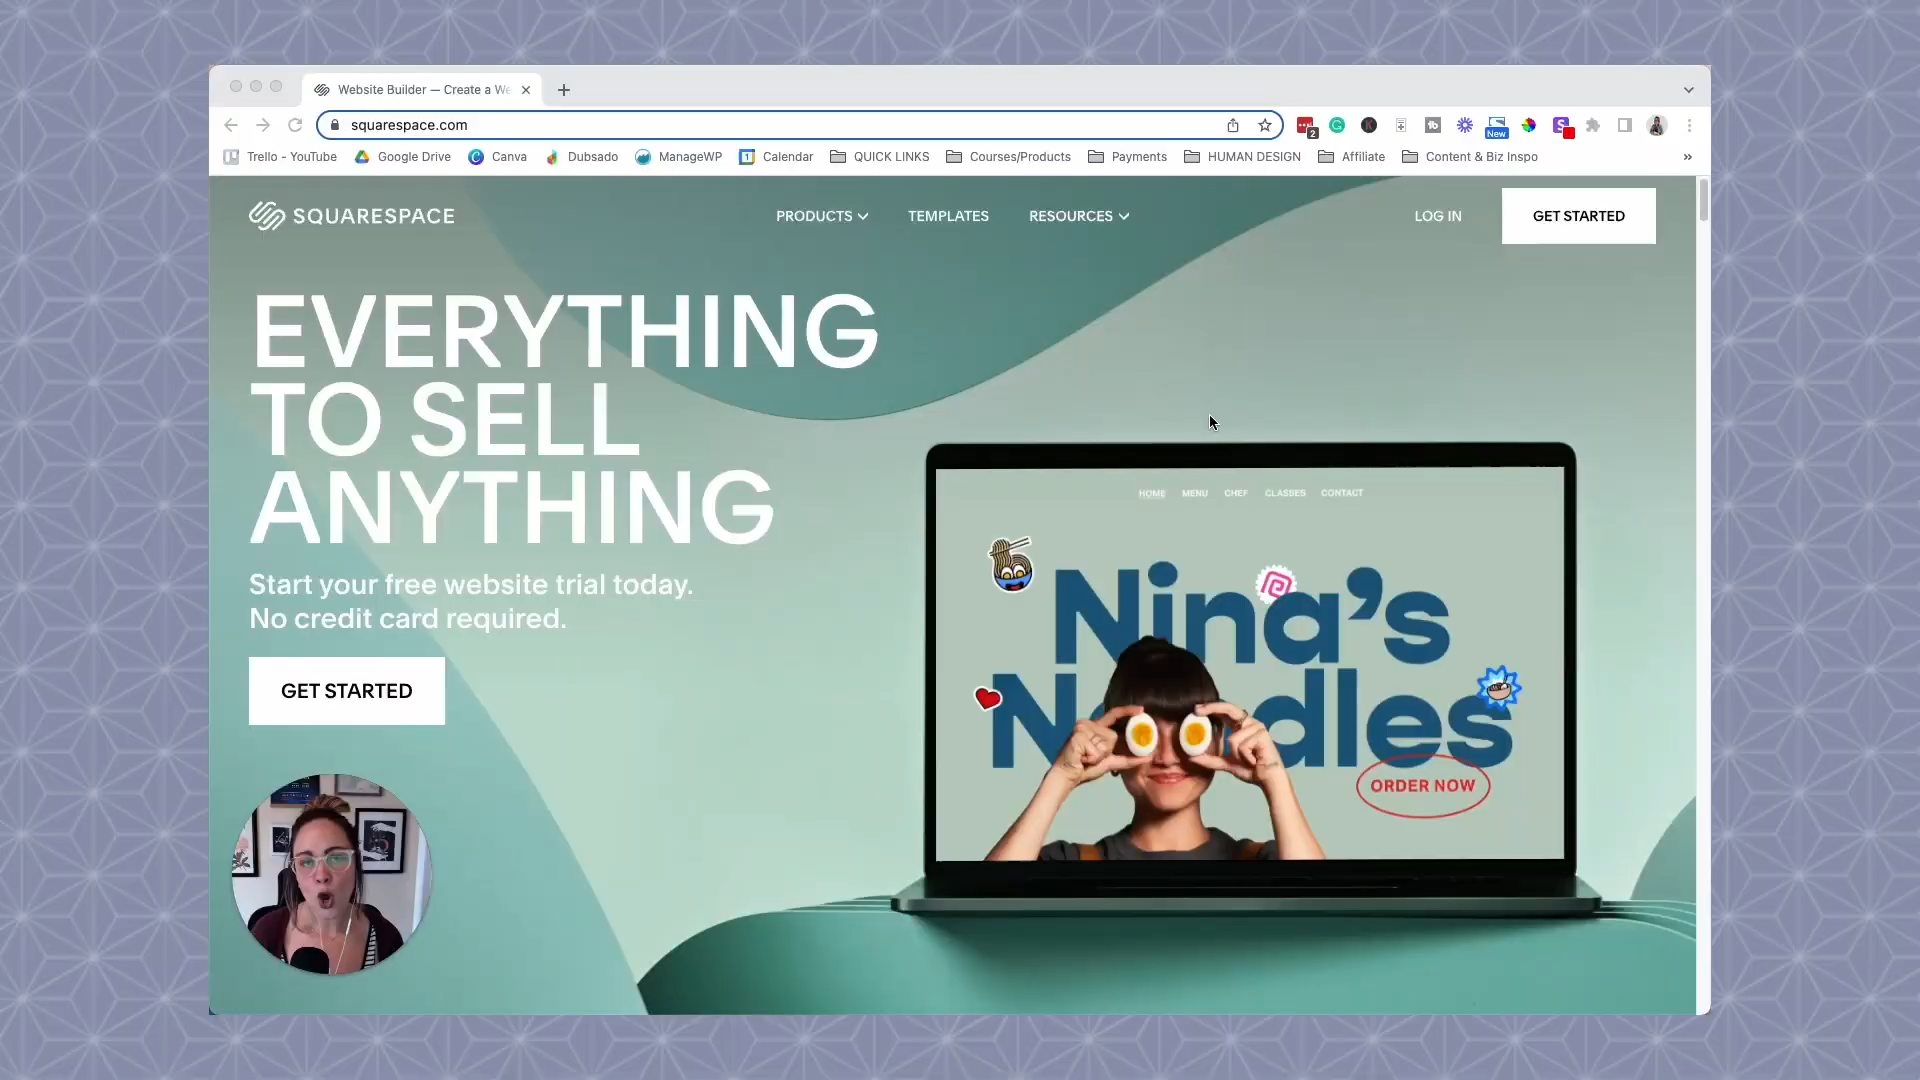 Website Builder — Create a We
squarespace.com
2
New
Trello - YouTube
Google Drive
Canva
Dubsado
ManageWP
1
Calendar
QUICK LINKS
Courses/Products
Payments
HUMAN DESIGN
Affiliate
Content & Biz Inspo
»
SQUARESPACE
PRODUCTS
TEMPLATES
RESOURCES
LOG IN
GET STARTED
EVERYTHING
TO SELL
ANYTHING
Start your free website trial today.
No credit card required.
GET STARTED
HOME
MENU
CHEF
CLASSES
CONTACT
Nina's
Noodles
ORDER NOW